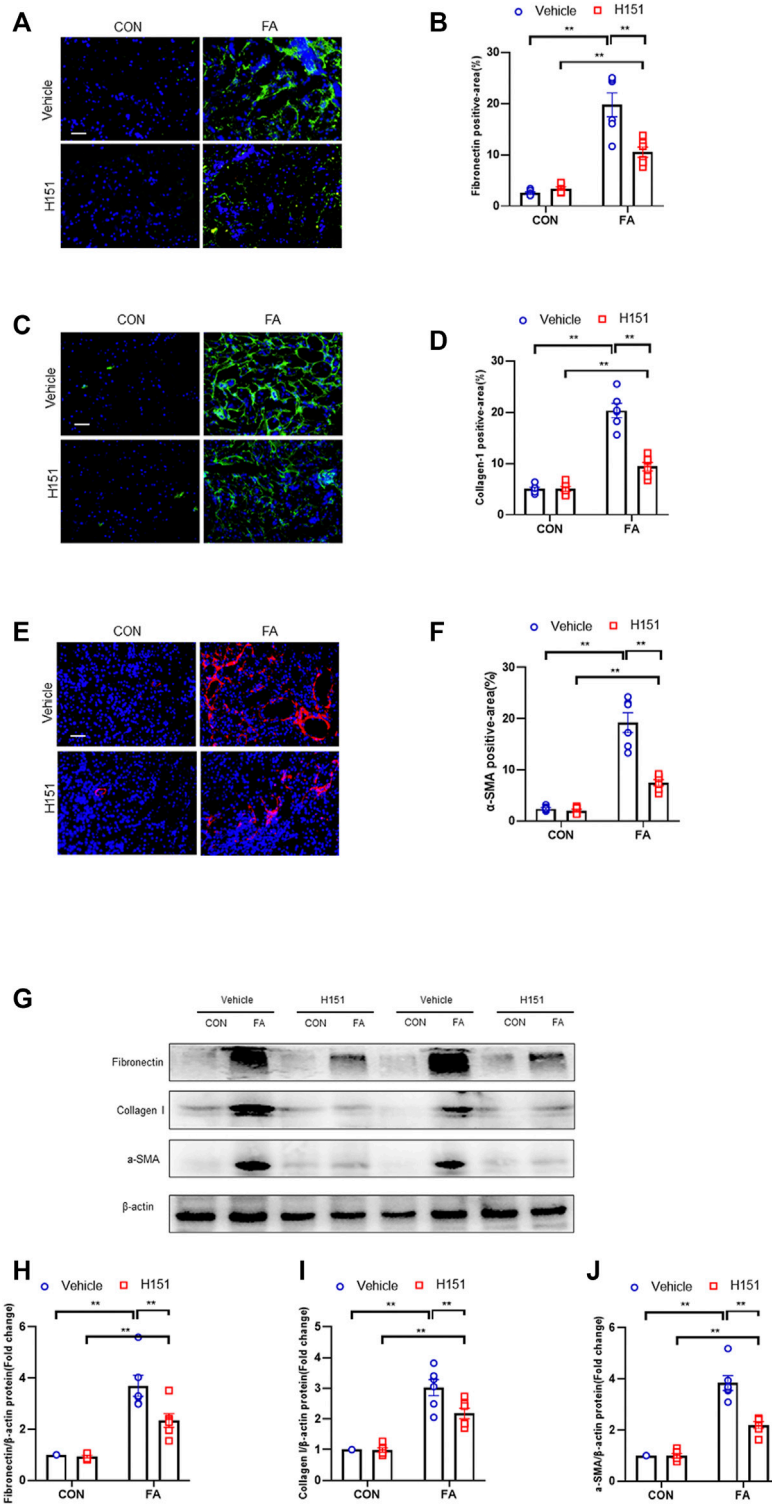 A
CON
FA
Vehicle
H151
B
Vehicle
H151
Fibronectin positive-area(%)
30
20
10
0
**
**
**
CON
FA
C
CON
FA
Vehicle
H151
D
Vehicle
H151
Collagen-1 positive-area(%)
30
20
10
0
**
**
**
CON
FA
E
CON
FA
Vehicle
H151
F
Vehicle
H151
α-SMA positive-area(%)
30
20
10
0
**
**
**
CON
FA
G
Vehicle
H151
Vehicle
H151
CON
FA
CON
FA
CON
FA
CON
FA
Fibronectin
Collagen I
a-SMA
β-actin
H
Vehicle
H151
Fibronectin/β-actin protein(Fold change)
6
4
2
0
**
**
**
CON
FA
I
Vehicle
H151
Collagen I/β-actin protein(Fold change)
5
4
3
2
1
0
**
**
**
CON
FA
J
Vehicle
H151
a-SMA/β-actin protein(Fold change)
6
4
2
0
**
**
**
CON
FA